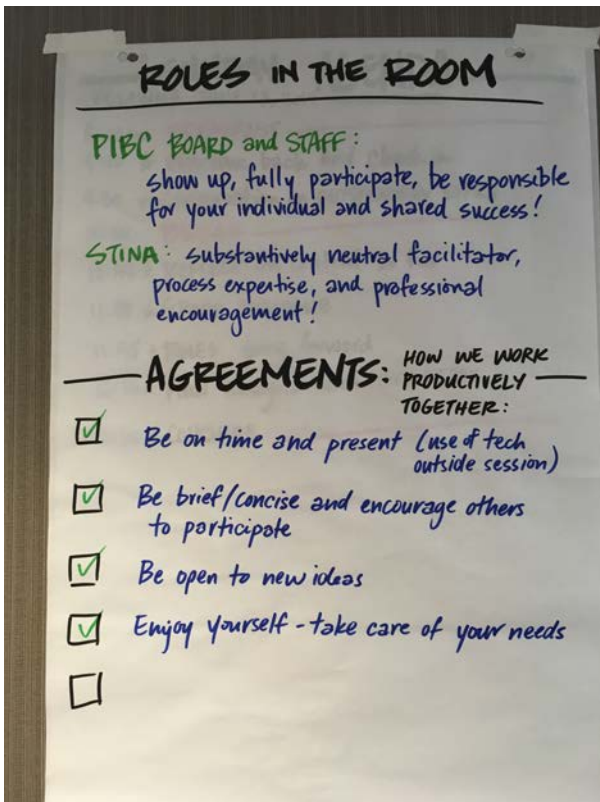 ROLES IN THE ROOM
PIBC BOARD and STAFF:
show up, fully participate, be responsible
for your individual and shared success!
STINA: substantively neutral facilitator,
process expertise, and professional
encouragement!
AGREEMENTS: HOW WE WORK
PRODUCTIVELY
TOGETHER:
Be on time and present (use of tech
outside session)
Be brief/concise and encourage others
to participate
Be open to new ideas
Enjoy yourself - take care of your needs